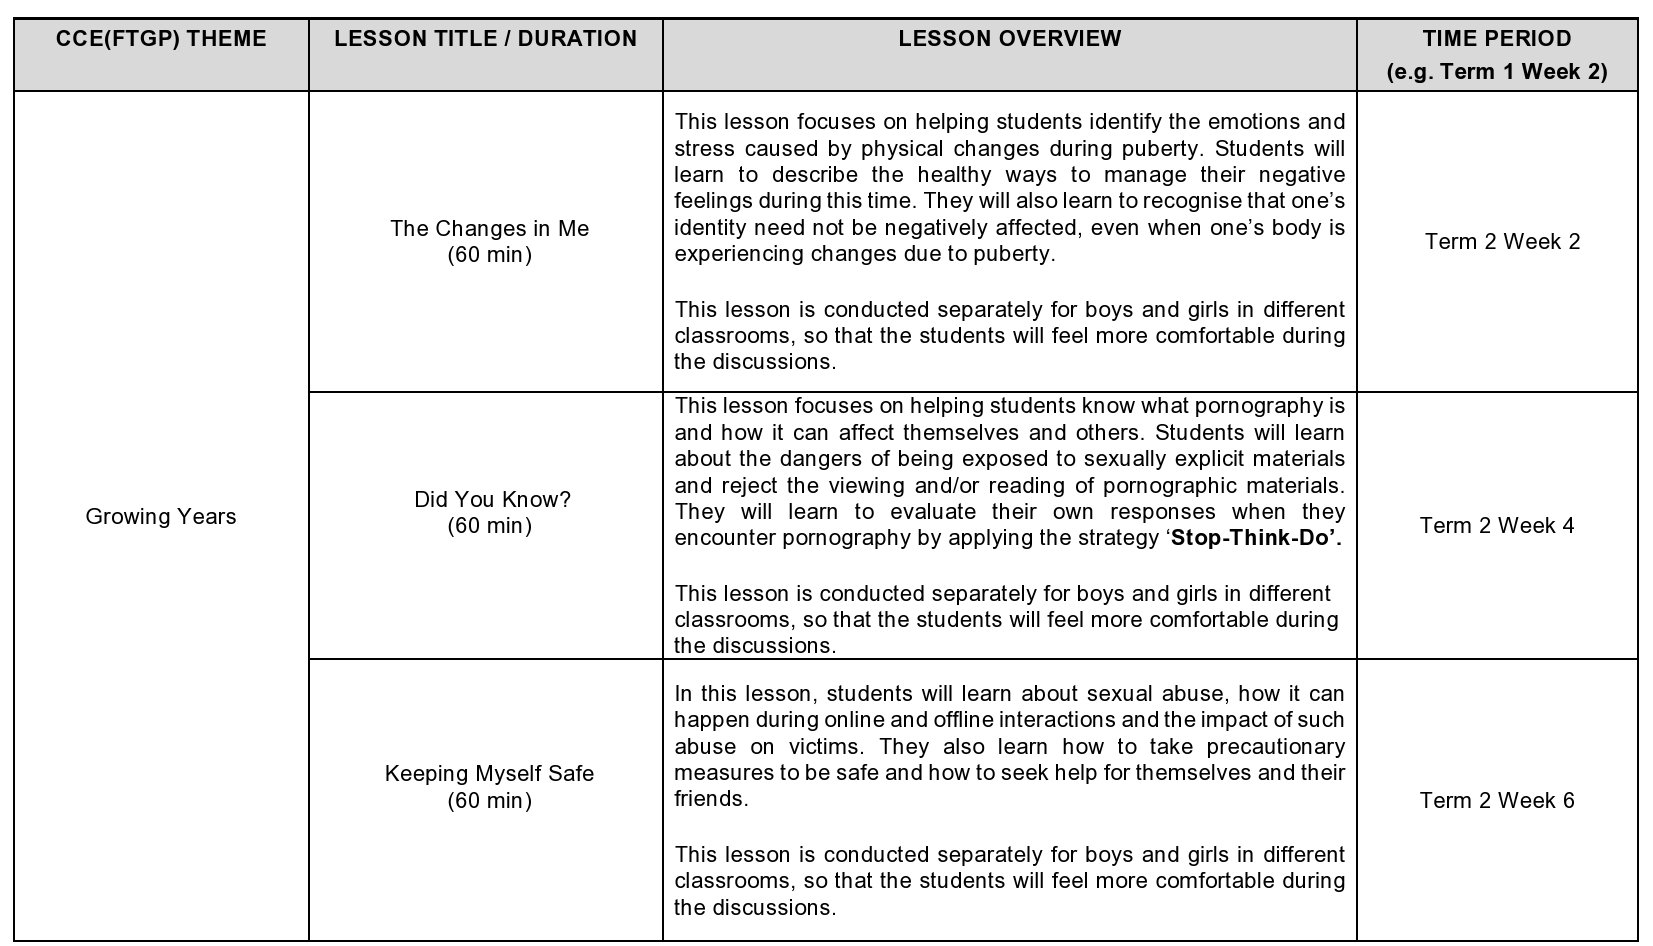 CCE(FTGP) THEME
LESSON TITLE / DURATION
LESSON OVERVIEW
TIME PERIOD
(e.g. Term 1 Week 2)
Growing Years
The Changes in Me
(60 min)
This lesson focuses on helping students identify the emotions and
stress caused by physical changes during puberty. Students will
learn to describe the healthy ways to manage their negative
feelings during this time. They will also learn to recognise that one’s
identity need not be negatively affected, even when one’s body is
experiencing changes due to puberty.
This lesson is conducted separately for boys and girls in different
classrooms, so that the students will feel more comfortable during
the discussions.
Term 2 Week 2
Did You Know?
(60 min)
This lesson focuses on helping students know what pornography is
and how it can affect themselves and others. Students will learn
about the dangers of being exposed to sexually explicit materials
and reject the viewing and/or reading of pornographic materials.
They will learn to evaluate their own responses when they
encounter pornography by applying the strategy ‘Stop-Think-Do’.
This lesson is conducted separately for boys and girls in different
classrooms, so that the students will feel more comfortable during
the discussions.
Term 2 Week 4
Keeping Myself Safe
(60 min)
In this lesson, students will learn about sexual abuse, how it can
happen during online and offline interactions and the impact of such
abuse on victims. They also learn how to take precautionary
measures to be safe and how to seek help for themselves and their
friends.
This lesson is conducted separately for boys and girls in different
classrooms, so that the students will feel more comfortable during
the discussions.
Term 2 Week 6